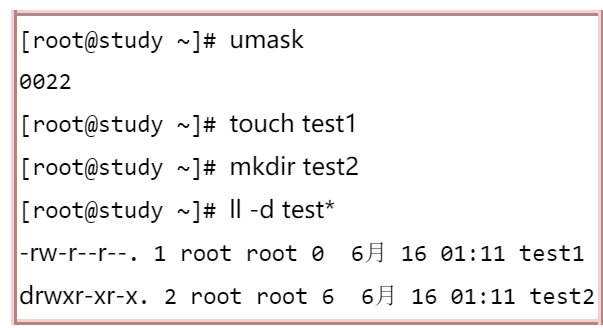 [root@study ~]# umask
0022
[root@study ~]# touch test1
[root@study ~]# mkdir test2
[root@study ~]# ll -d test*
-rw-r--r--. 1 root root 0  6月 16 01:11 test1
drwxr-xr-x. 2 root root 6  6月 16 01:11 test2